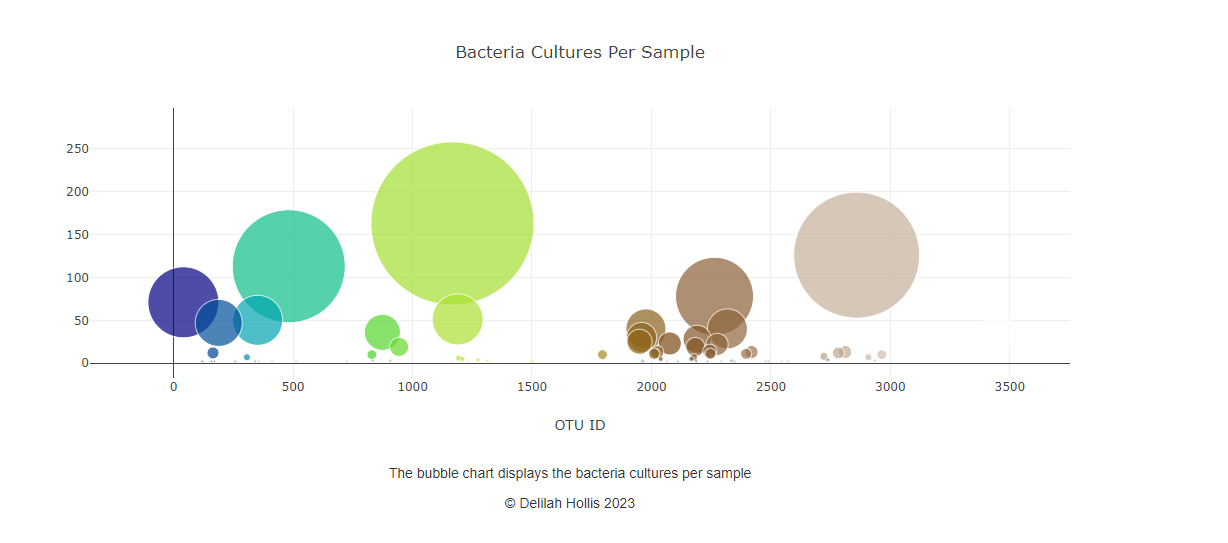 Bacteria Cultures Per Sample
250
200
150
100
50
0
0 500 1000 1500 2000 2500 3000 3500
OTU ID
The bubble chart displays the bacteria cultures per sample
© Delilah Hollis 2023